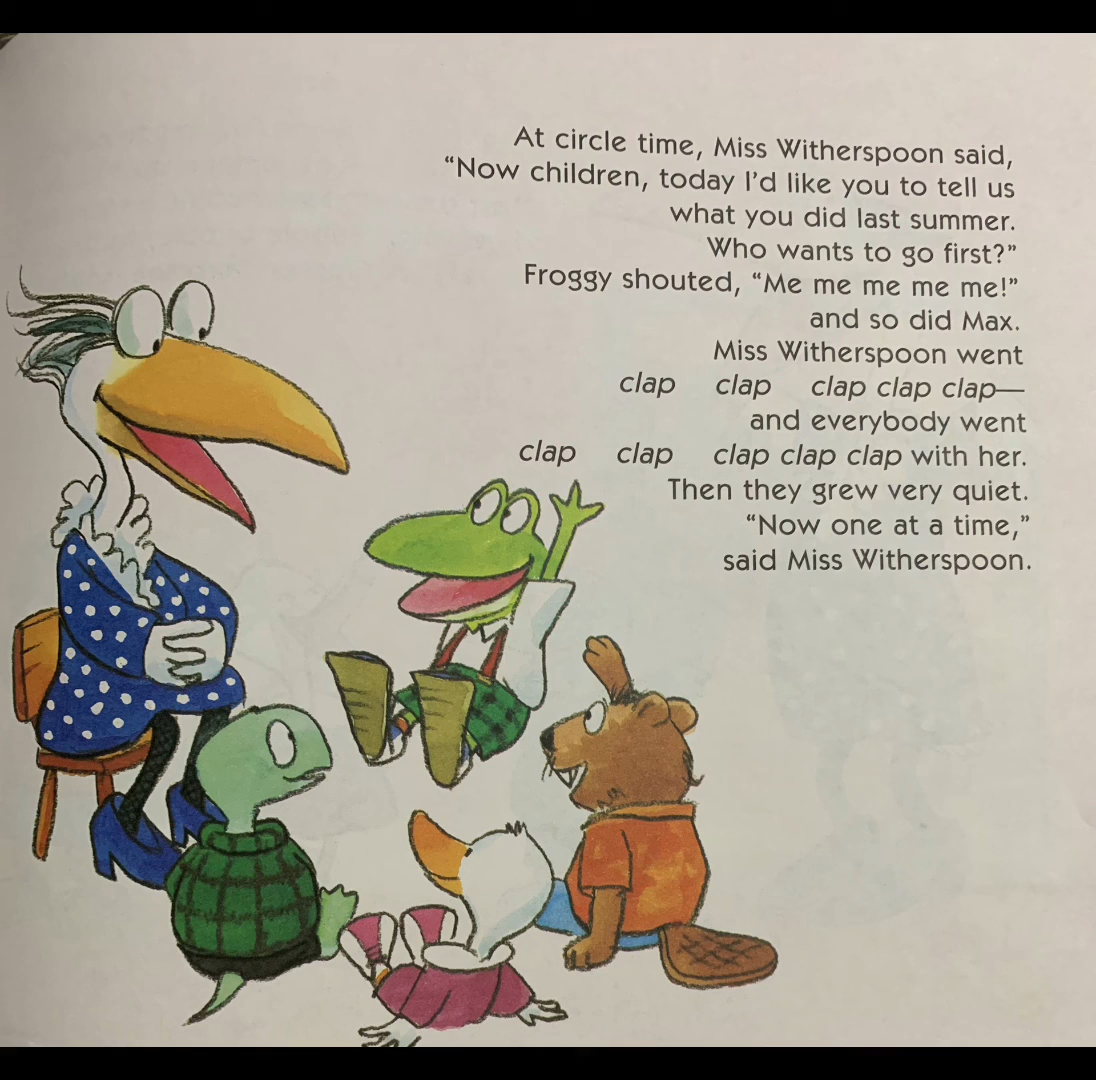 At circle time, Miss Witherspoon said,
“Now children, today I’d like you to tell us
what you did last summer.
Who wants to go first?”
Froggy shouted, “Me me me me me!”
and so did Max.
Miss Witherspoon went
clap clap clap clap clap—
and everybody went
clap clap clap clap clap with her.
Then they grew very quiet.
“Now one at a time,”
said Miss Witherspoon.